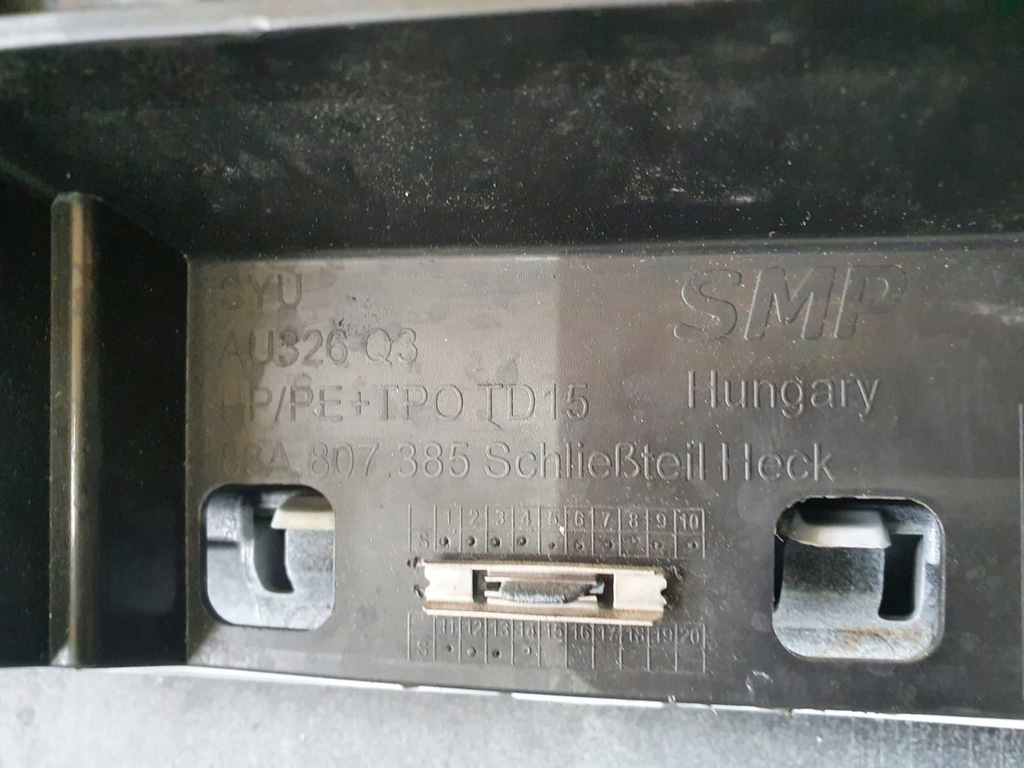 SYU
AU326 Q3
PP/PE+TPO TD15
83A.807.385 Schließteil Heck
SMP
Hungary
1 2 3 4 5 6 7 8 9 10
S
11 12 13 14 15 16 17 18 19 20
S